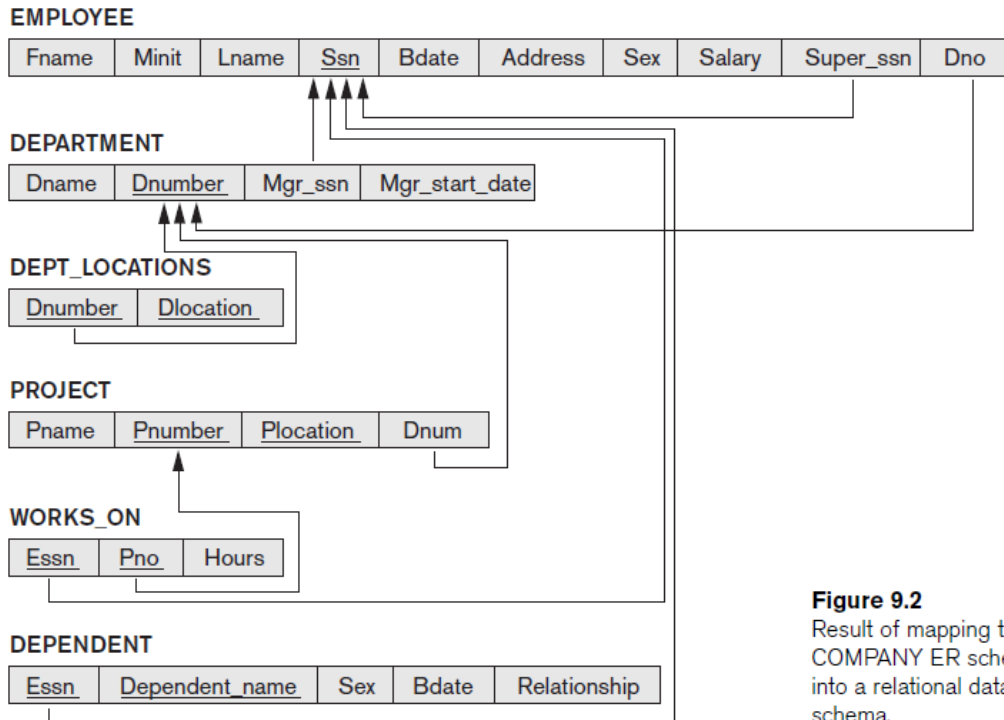 EMPLOYEE
Fname Minit Lname Ssn Bdate Address Sex Salary Super_ssn Dno
DEPARTMENT
Dname Dnumber Mgr_ssn Mgr_start_date
DEPT_LOCATIONS
Dnumber Dlocation
PROJECT
Pname Pnumber Plocation Dnum
WORKS_ON
Essn Pno Hours
DEPENDENT
Essn Dependent_name Sex Bdate Relationship
Figure 9.2
Result of mapping t
COMPANY ER sche
into a relational data
schema.